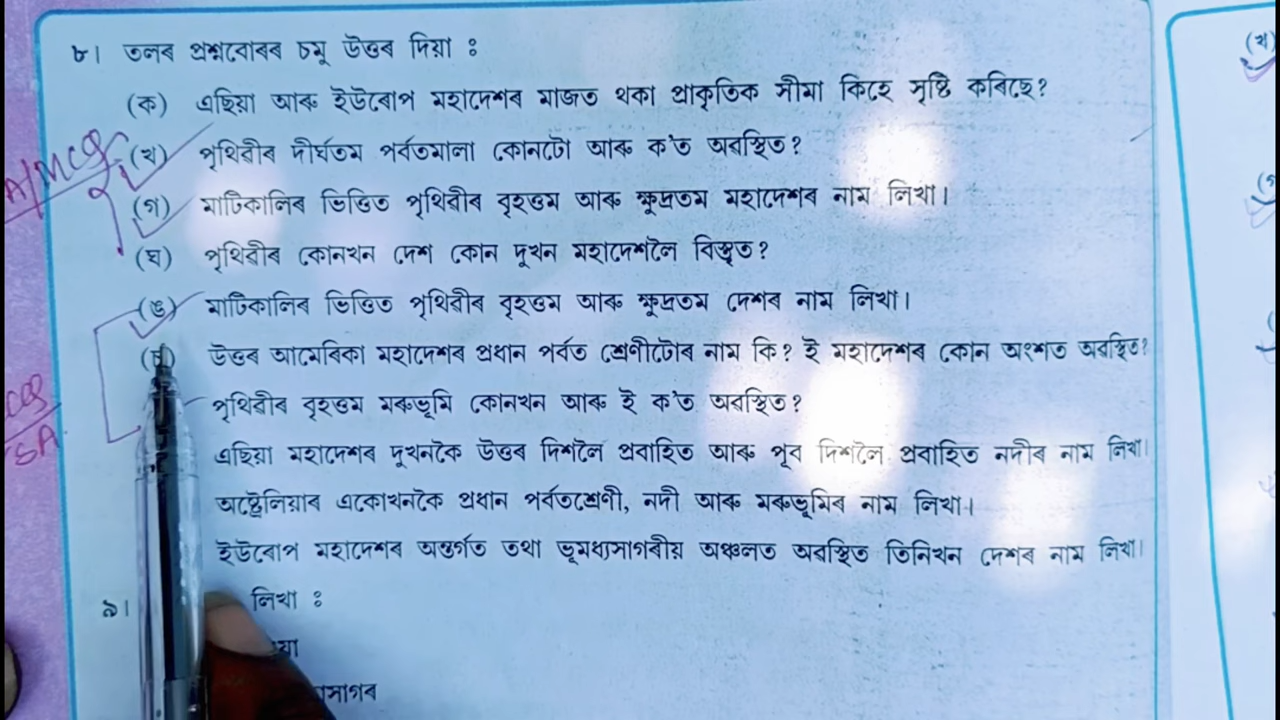 ৮। তলৰ প্ৰশ্নবোৰৰ চমু উত্তৰ দিয়া :
(ক) এছিয়া আৰু ইউৰোপ মহাদেশৰ মাজত থকা প্ৰাকৃতিক সীমা কিহে সৃষ্টি কৰিছে?
(খ) পৃথিৱীৰ দীৰ্ঘতম পৰ্বতমালা কোনটো আৰু ক'ত অৱস্থিত?
(গ) মাটিকালিৰ ভিত্তিত পৃথিৱীৰ বৃহত্তম আৰু ক্ষুদ্ৰতম মহাদেশৰ নাম লিখা।
(ঘ) পৃথিৱীৰ কোনখন দেশ কোন দুখন মহাদেশলৈ বিস্তৃত?
(ঙ) মাটিকালিৰ ভিত্তিত পৃথিৱীৰ বৃহত্তম আৰু ক্ষুদ্ৰতম দেশৰ নাম লিখা।
(চ) উত্তৰ আমেৰিকা মহাদেশৰ প্ৰধান পৰ্বত শ্ৰেণীটোৰ নাম কি? ই মহাদেশৰ কোন অংশত অৱস্থিত?
পৃথিৱীৰ বৃহত্তম মৰুভূমি কোনখন আৰু ই ক'ত অৱস্থিত?
এছিয়া মহাদেশৰ দুখনকৈ উত্তৰ দিশলৈ প্ৰবাহিত আৰু পূব দিশলৈ প্ৰবাহিত নদীৰ নাম লিখা।
অষ্ট্ৰেলিয়াৰ একোখনকৈ প্ৰধান পৰ্বতশ্ৰেণী, নদী আৰু মৰুভূমিৰ নাম লিখা।
ইউৰোপ মহাদেশৰ অন্তৰ্গত তথা ভূমধ্যসাগৰীয় অঞ্চলত অৱস্থিত তিনিখন দেশৰ নাম লিখা।
৯। লিখা :
(খ)